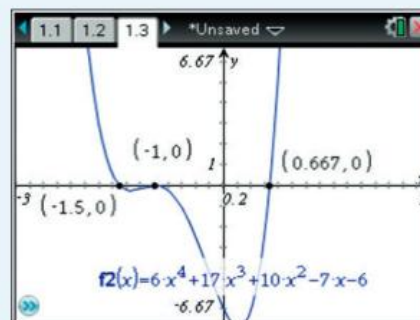 1.1 1.2 1.3 *Unsaved
6.67 y
(-1,0)
1
(0.667,0)
-3
0.2
(-1.5,0)
f2(x)=6·x⁴+17·x³+10·x²−7·x−6
-6.67